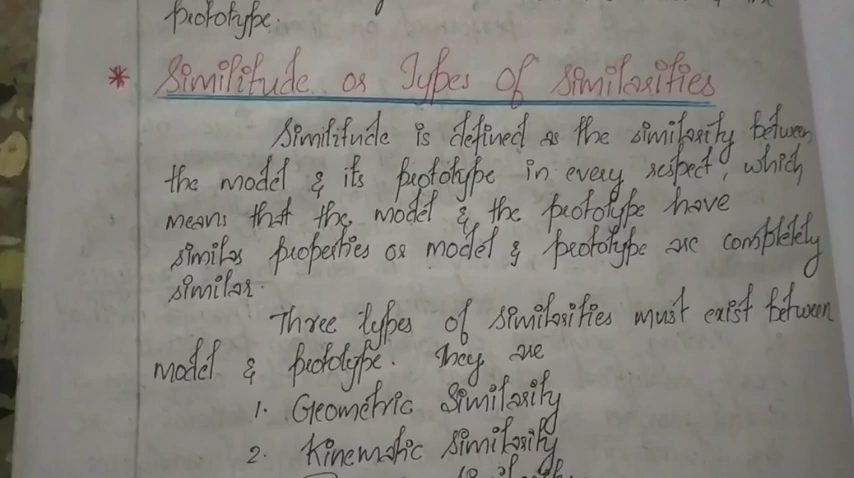 prototype.
* Similitude or Types of Similarities
Similitude is defined as the similarity between
the model & its prototype in every respect, which
means that the model & the prototype have
similar properties or model & prototype are completely
similar.
Three types of similarities must exist between
model & prototype. They are
1. Geometric Similarity
2. Kinematic Similarity